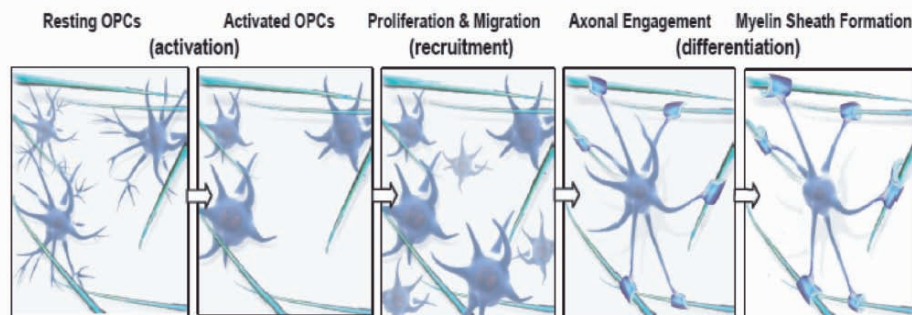 Resting OPCs Activated OPCs Proliferation & Migration Axonal Engagement Myelin Sheath Formation
(activation) (recruitment) (differentiation)